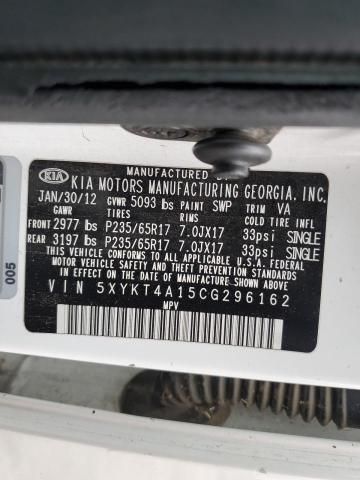 MANUFACTURED BY
KIA KIA MOTORS MANUFACTURING GEORGIA, INC.
JAN/30/12 GVWR 5093 lbs PAINT SWP TRIM VA
GAWR TIRES RIMS COLD TIRE INFL
FRONT 2977 lbs P235/65R17 7.0JX17 33psi SINGLE
REAR 3197 lbs P235/65R17 7.0JX17 33psi SINGLE
THIS VEHICLE CONFORMS TO ALL APPLICABLE
FEDERAL MOTOR VEHICLE SAFETY STANDARDS IN
EFFECT ON THE DATE OF MANUFACTURE SHOWN ABOVE.
VIN 5XYKT4A15CG296162
MPV
005